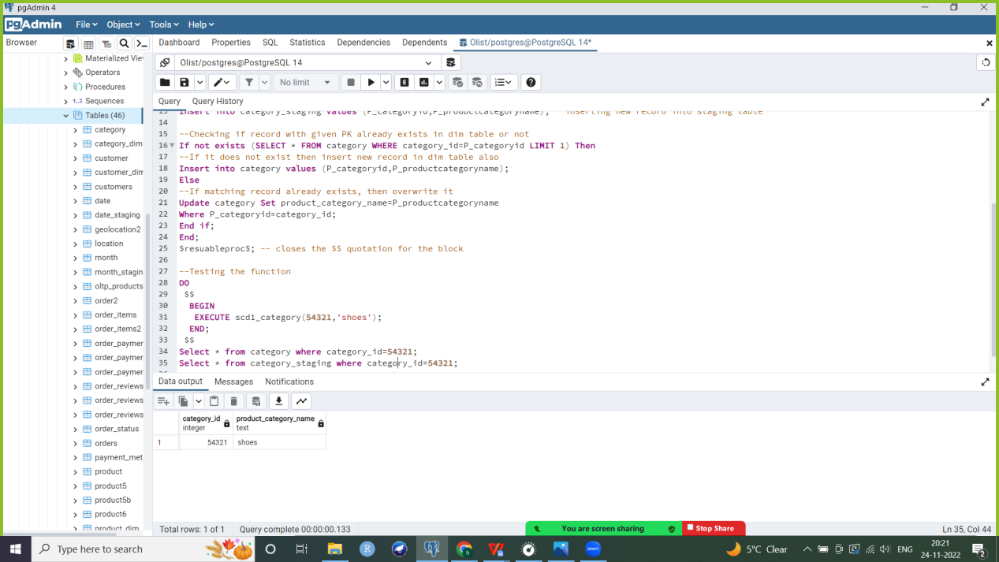 pgAdmin 4
pgAdmin File Object Tools Help
Browser Dashboard Properties SQL Statistics Dependencies Dependents Olist/postgres@PostgreSQL 14*
Olist/postgres@PostgreSQL 14
No limit
Query Query History
Materialized Vie
Operators
Procedures
1..3 Sequences
Tables (46)
category
category_dim
customer
customer_dim
customers
date
date_staging
geolocation2
location
month
month_stagin
oltp_products
order2
order_items
order_items2
order_paymer
order_paymer
order_paymer
order_reviews
order_reviews
order_reviews
order_status
orders
payment_met
product
product5
product5b
product6
product_dim
13 Insert into category_staging values (P_categoryid,P_productcategoryname); --inserting new record into staging table
14
15 --Checking if record with given PK already exists in dim table or not
16 If not exists (SELECT * FROM category WHERE category_id=P_categoryid LIMIT 1) Then
17 --If it does not exist then insert new record in dim table also
18 Insert into category values (P_categoryid,P_productcategoryname);
19 Else
20 --If matching record already exists, then overwrite it
21 Update category Set product_category_name=P_productcategoryname
22 Where P_categoryid=category_id;
23 End if;
24 End;
25 $resuableproc$; -- closes the $$ quotation for the block
26
27 --Testing the function
28 DO
29 $$
30 BEGIN
31 EXECUTE scd1_category(54321,'shoes');
32 END;
33 $$
34 Select * from category where category_id=54321;
35 Select * from category_staging where category_id=54321;
Data output Messages Notifications
category_id product_category_name
integer text
1 54321 shoes
Total rows: 1 of 1 Query complete 00:00:00.133 You are screen sharing Stop Share Ln 35, Col 44
Type here to search 5°C Clear ENG 20:21
24-11-2022 2